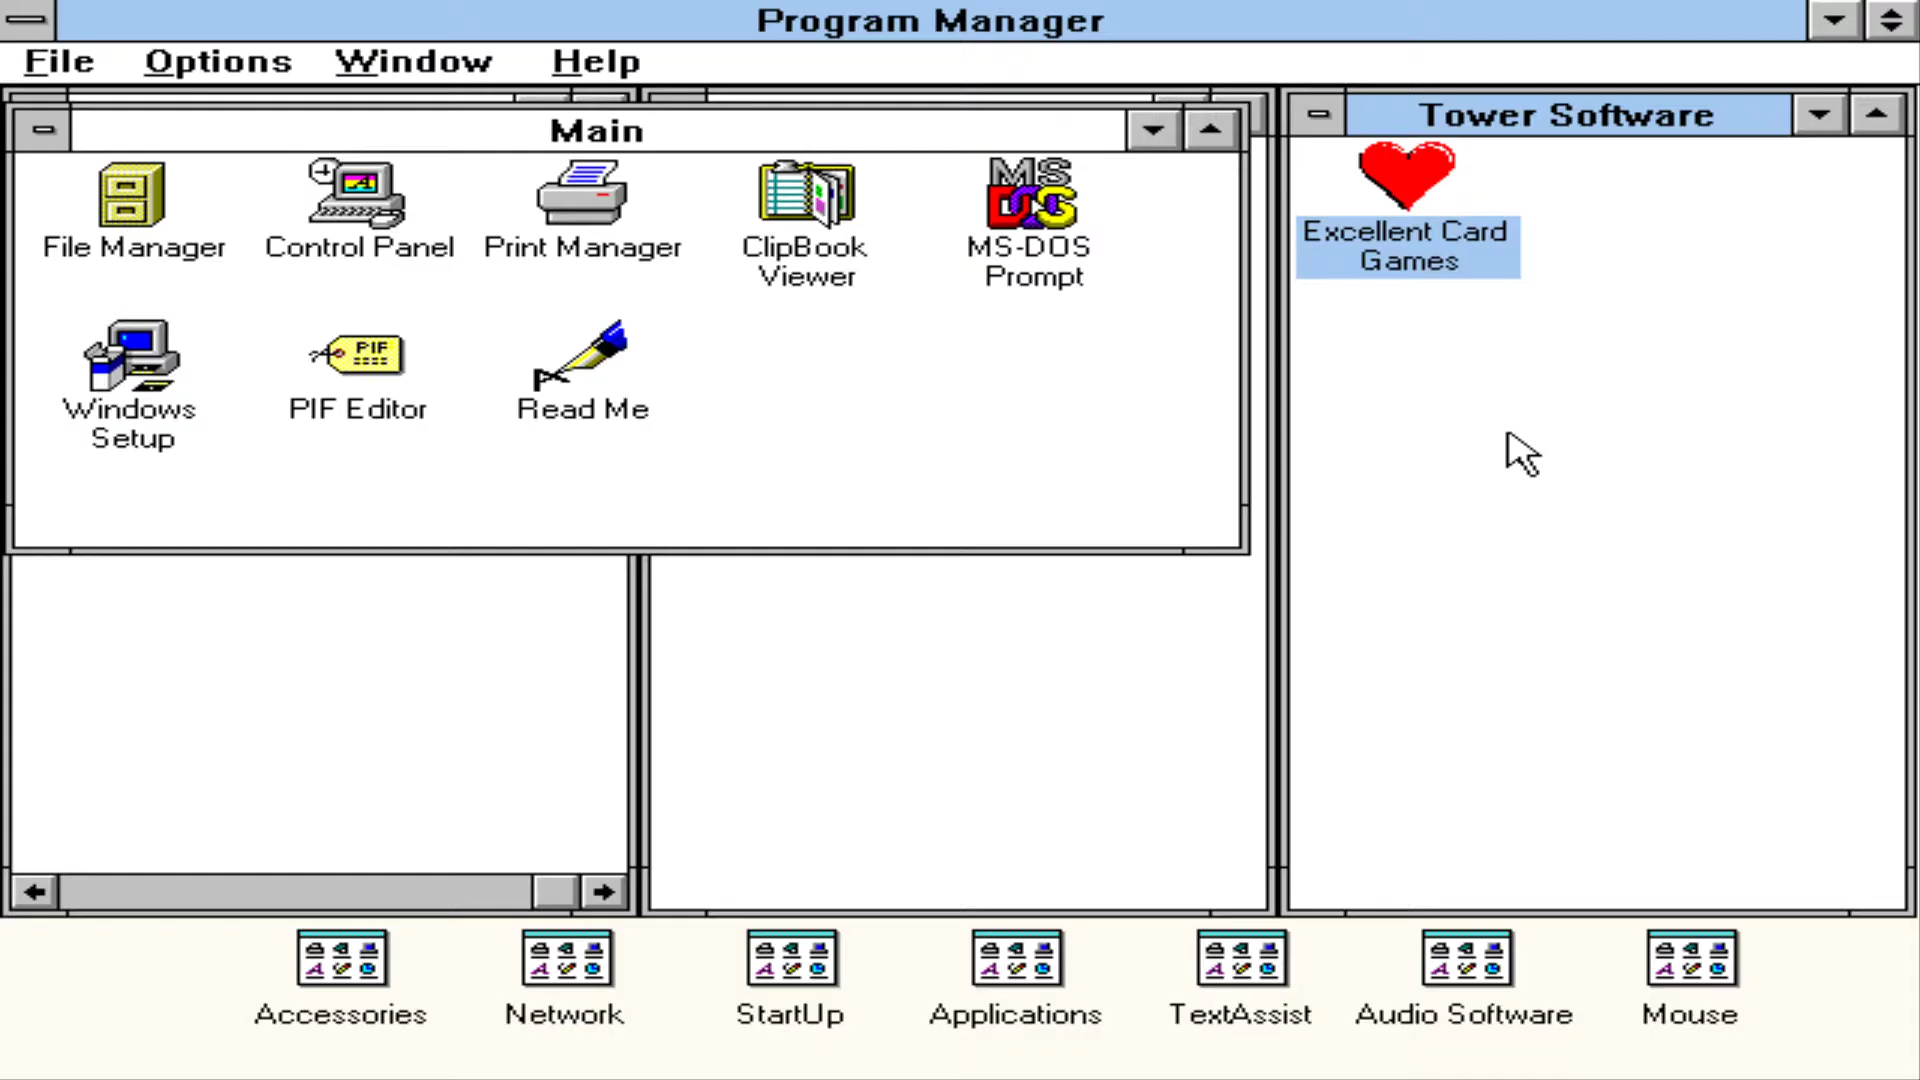 Program Manager
File Options Window Help
Main
Tower Software
File Manager
Control Panel
Print Manager
ClipBook
Viewer
MS
DOS
MS-DOS
Prompt
Excellent Card
Games
Windows
Setup
PIF
PIF Editor
Read Me
Accessories
Network
StartUp
Applications
TextAssist
Audio Software
Mouse